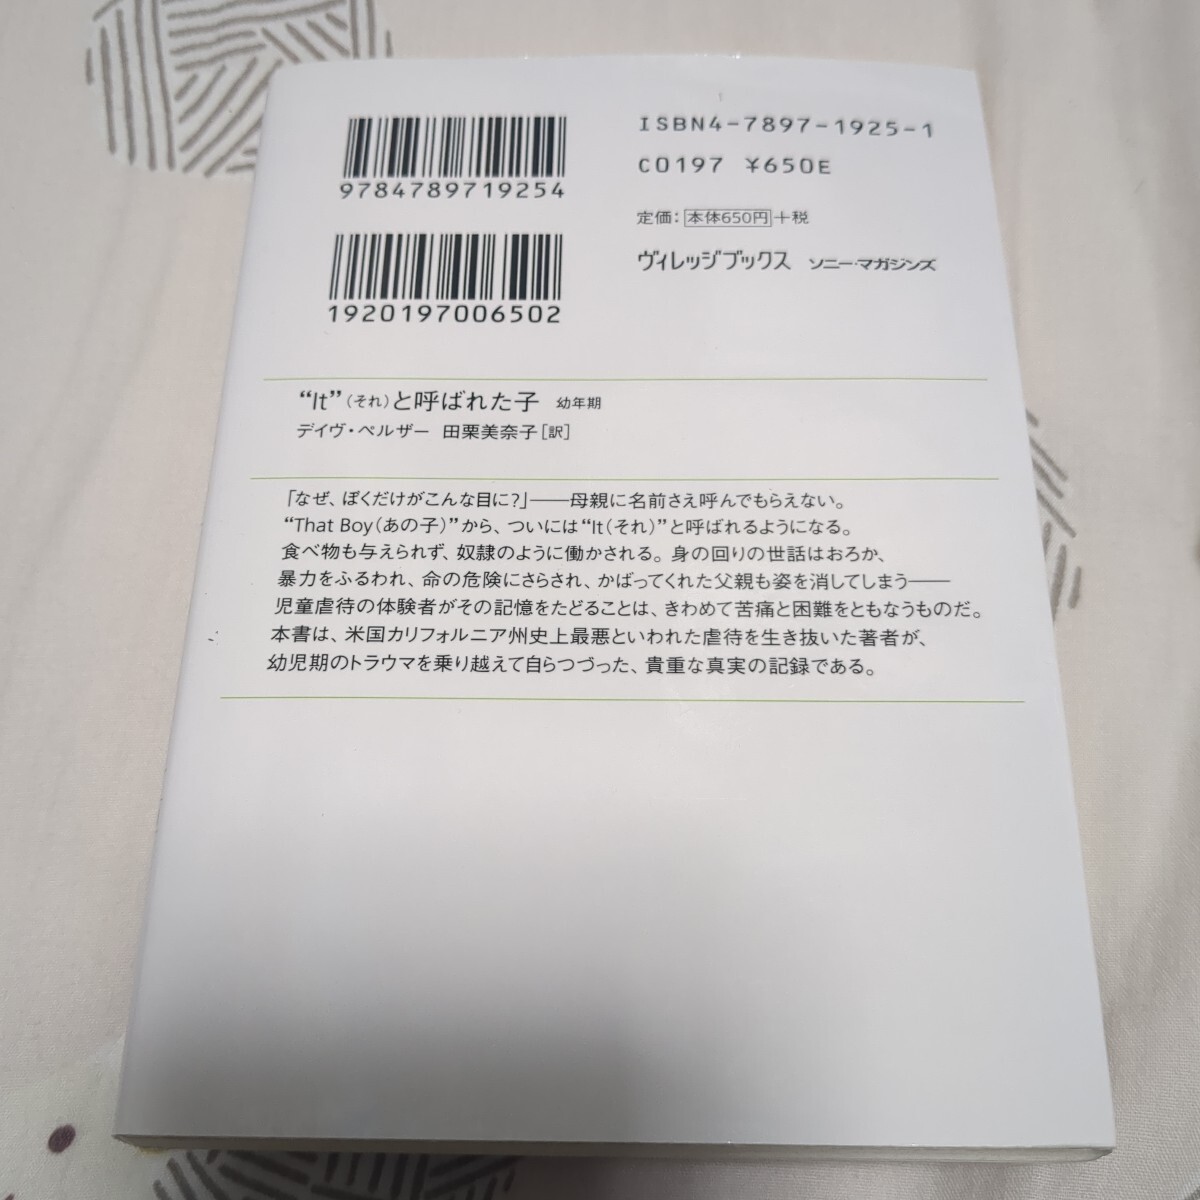 9784789719254
ISBN4-7897-1925-1
C0197 ¥650E
定価:本体650円+税
ヴィレッジブックス ソニー・マガジンズ
1920197006502
“It”(それ)と呼ばれた子 幼年期
デイヴ・ペルザー 田栗美奈子[訳]
「なぜ、ぼくだけがこんな目に?」——母親に名前さえ呼んでもらえない。
“That Boy(あの子)”から、ついには“It(それ)”と呼ばれるようになる。
食べ物も与えられず、奴隷のように働かされる。身の回りの世話はおろか、
暴力をふるわれ、命の危険にさらされ、かばってくれた父親も姿を消してしまう——
児童虐待の体験者がその記憶をたどることは、きわめて苦痛と困難をともなうものだ。
本書は、米国カリフォルニア州史上最悪といわれた虐待を生き抜いた著者が、
幼児期のトラウマを乗り越えて自らつづった、貴重な真実の記録である。